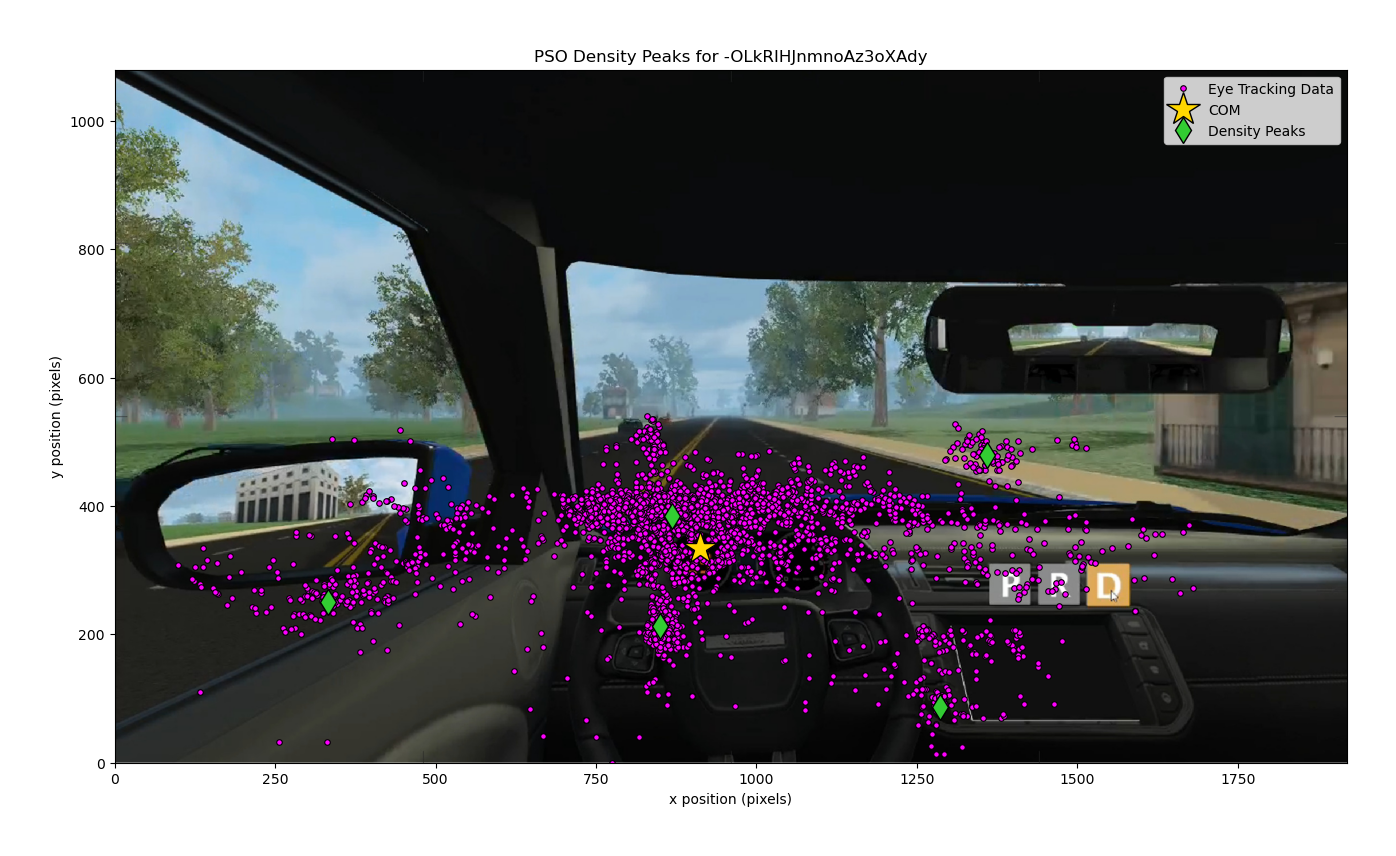 PSO Density Peaks for -OLkRIHJnmnoAz3oXAdy
Eye Tracking Data
COM
Density Peaks
1000
800
600
400
200
0
y position (pixels)
P R D
0 250 500 750 1000 1250 1500 1750
x position (pixels)